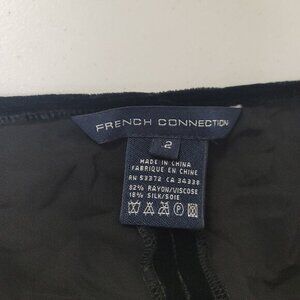 FRENCH CONNECTION
2
MADE IN CHINA
FABRIQUE EN CHINE
RN 53372 CA 34338
82% RAYON/VISCOSE
18% SILK/SOIE
P